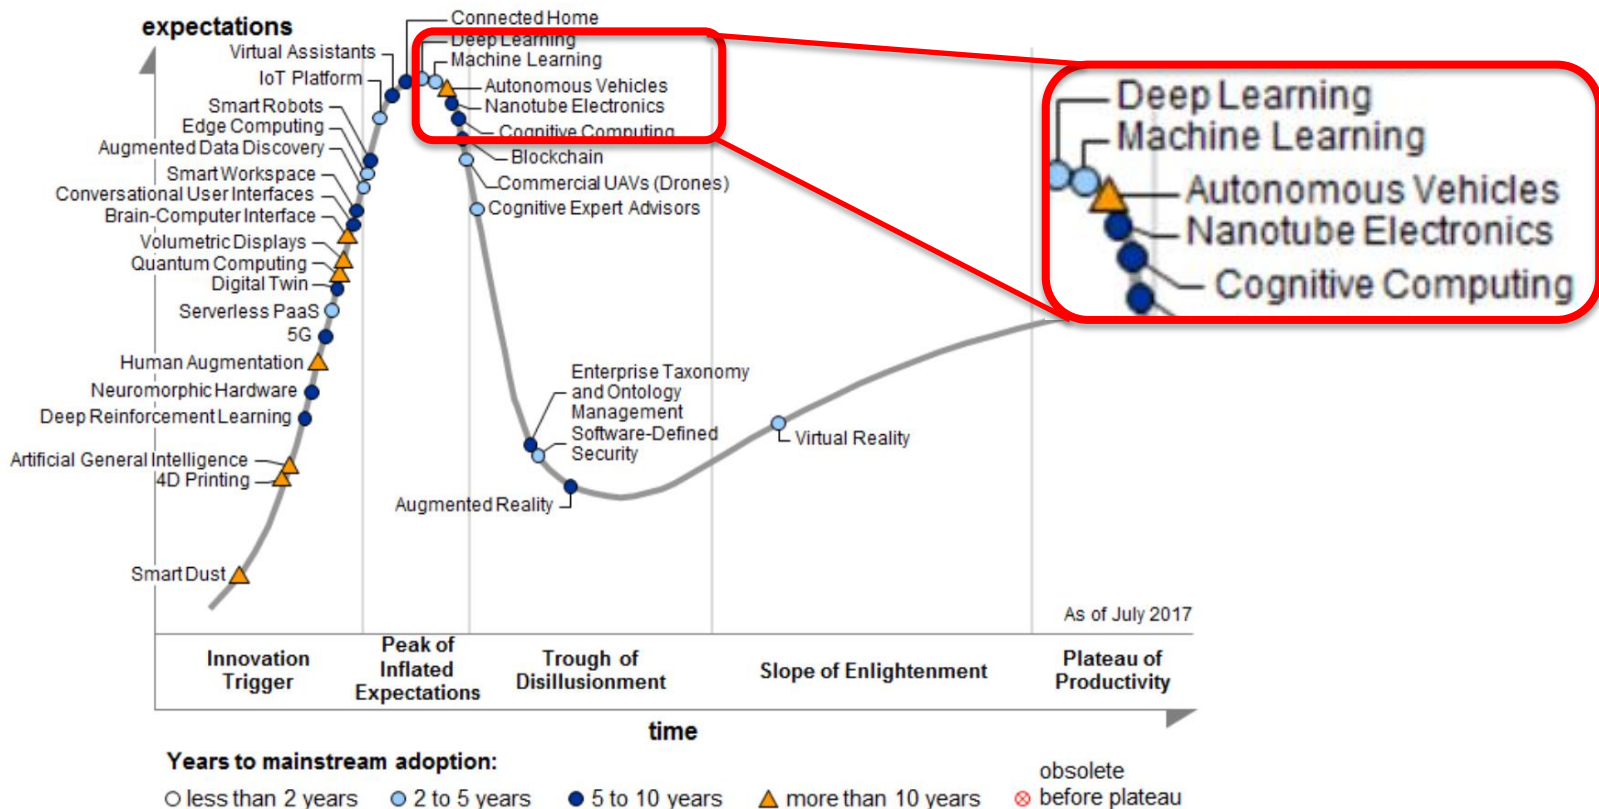 expectations
Connected Home
Deep Learning
Machine Learning
Virtual Assistants
IoT Platform
Autonomous Vehicles
Nanotube Electronics
Cognitive Computing
Smart Robots
Edge Computing
Augmented Data Discovery
Smart Workspace
Conversational User Interfaces
Brain-Computer Interface
Volumetric Displays
Quantum Computing
Digital Twin
Serverless PaaS
5G
Human Augmentation
Neuromorphic Hardware
Deep Reinforcement Learning
Artificial General Intelligence
4D Printing
Smart Dust
Blockchain
Commercial UAVs (Drones)
Cognitive Expert Advisors
Enterprise Taxonomy
and Ontology
Management
Software-Defined
Security
Augmented Reality
Virtual Reality
Deep Learning
Machine Learning
Autonomous Vehicles
Nanotube Electronics
Cognitive Computing
As of July 2017
Innovation
Trigger
Peak of
Inflated
Expectations
Trough of
Disillusionment
Slope of Enlightenment
Plateau of
Productivity
time
Years to mainstream adoption:
less than 2 years
2 to 5 years
5 to 10 years
more than 10 years
obsolete
before plateau